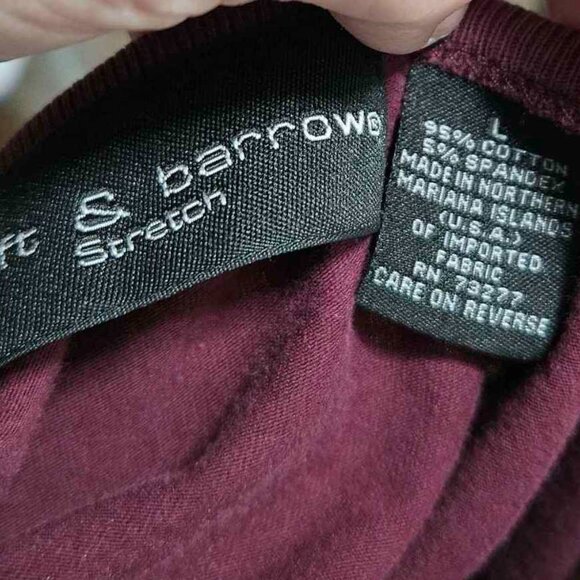 ft & barrow®
Stretch
L
95% COTTON
5% SPANDEX
MADE IN NORTHERN
MARIANA ISLANDS
(U.S.A.)
OF IMPORTED
FABRIC
RN 73277
CARE ON REVERSE